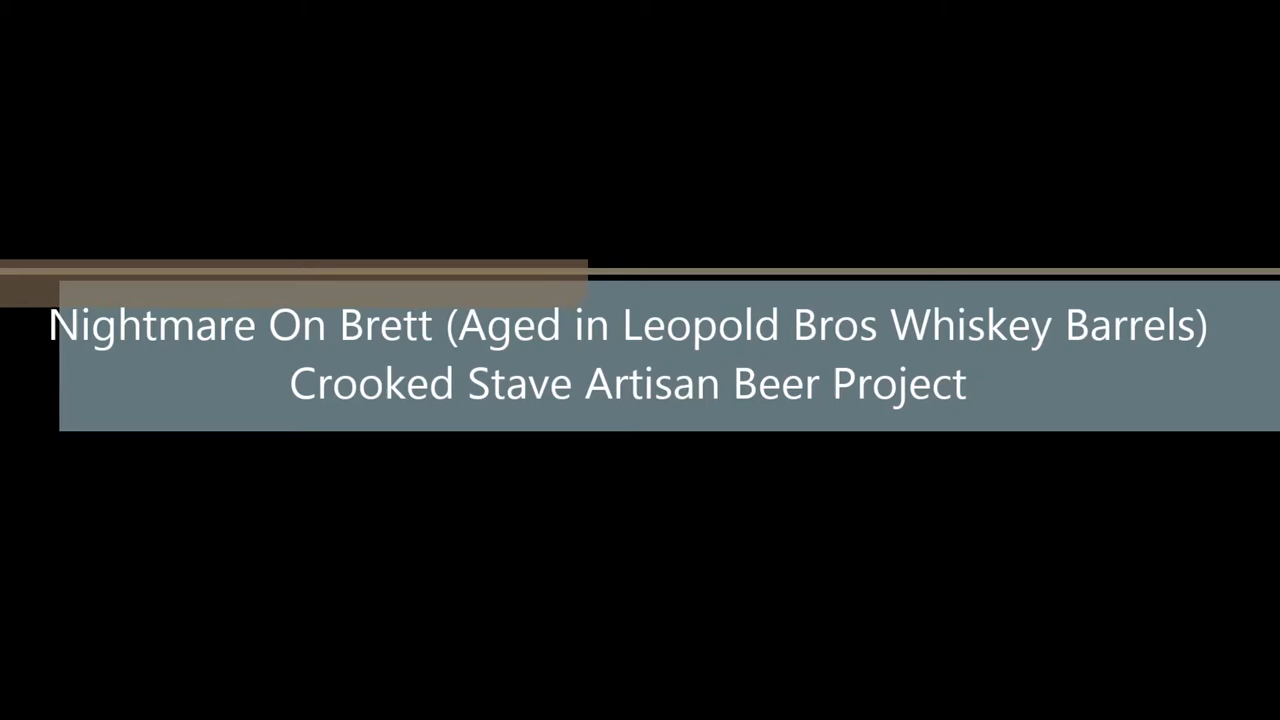 Nightmare On Brett (Aged in Leopold Bros Whiskey Barrels)
Crooked Stave Artisan Beer Project